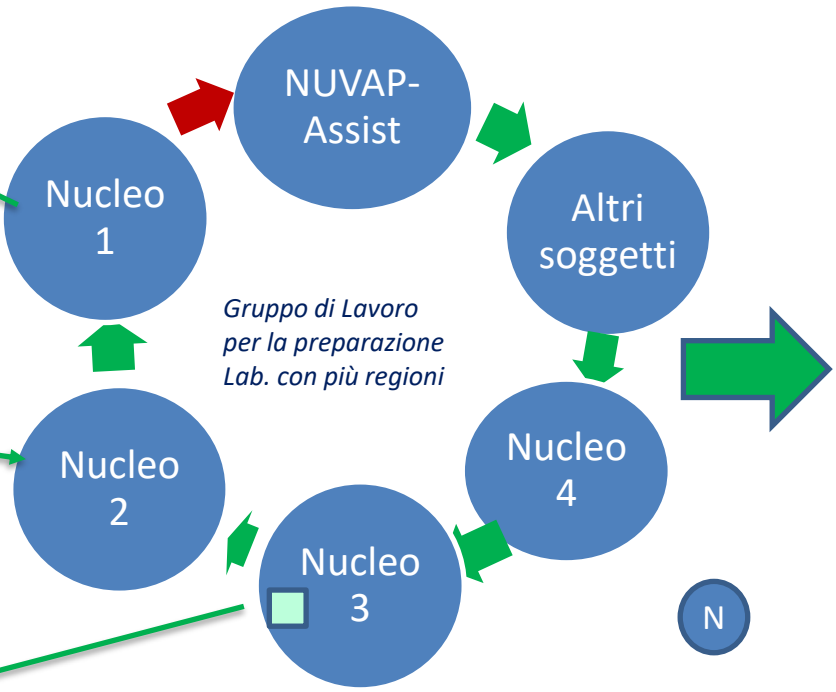 NUVAP-
Assist
Nucleo
1
Altri
soggetti
Gruppo di Lavoro
per la preparazione
Lab. con più regioni
Nucleo
2
Nucleo
4
Nucleo
3
N